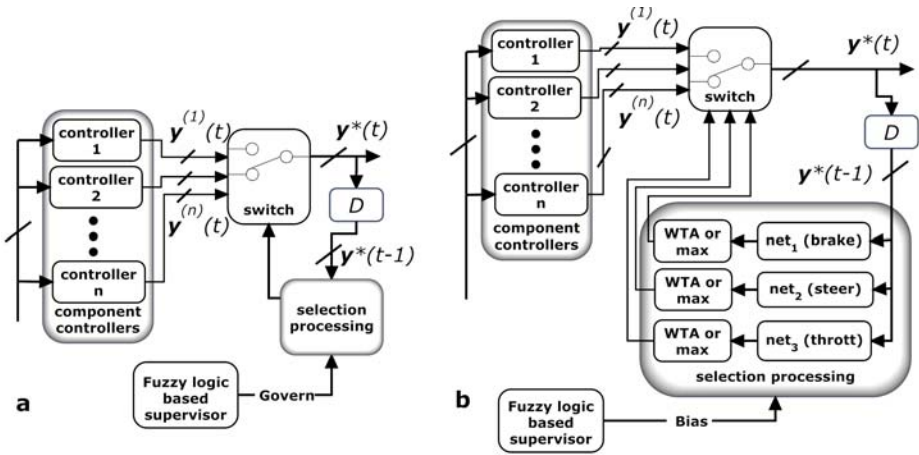 controller
1
controller
2
controller
n
component
controllers
y(1)(t)
y(n)(t)
switch
y*(t)
D
y*(t-1)
selection
processing
Fuzzy logic
based
supervisor
Govern
a
controller
1
controller
2
controller
n
component
controllers
y(1)(t)
y(n)(t)
switch
y*(t)
D
y*(t-1)
WTA or
max
net1 (brake)
WTA or
max
net2 (steer)
WTA or
max
net3 (thrott)
selection processing
Fuzzy logic
based
supervisor
Bias
b